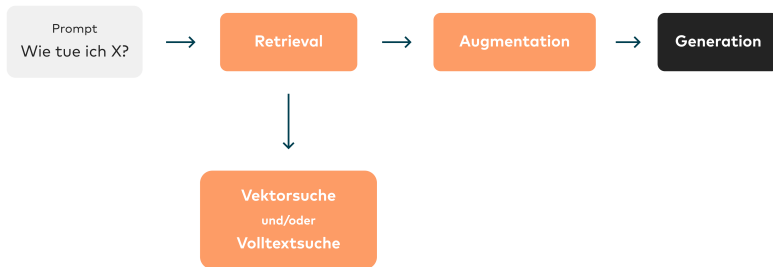 Prompt
Wie tue ich X?
Retrieval
Augmentation
Generation
Vektorsuche
und/oder
Volltextsuche